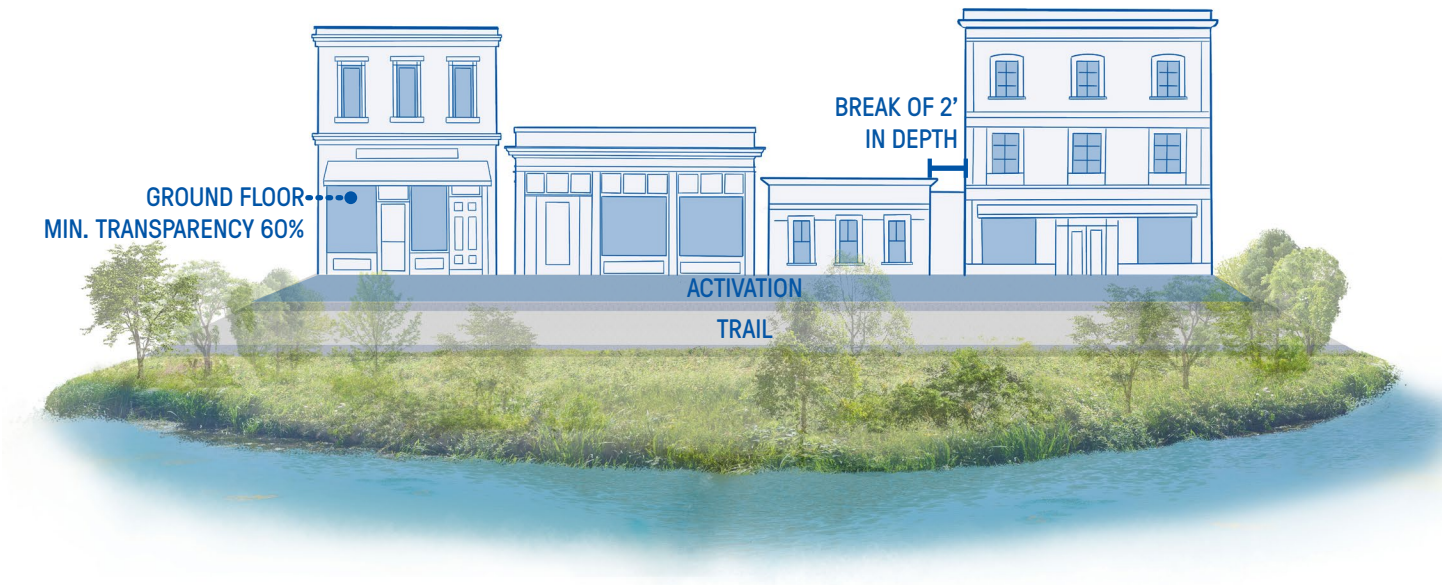 BREAK OF 2’
IN DEPTH
GROUND FLOOR
MIN. TRANSPARENCY 60%
ACTIVATION
TRAIL